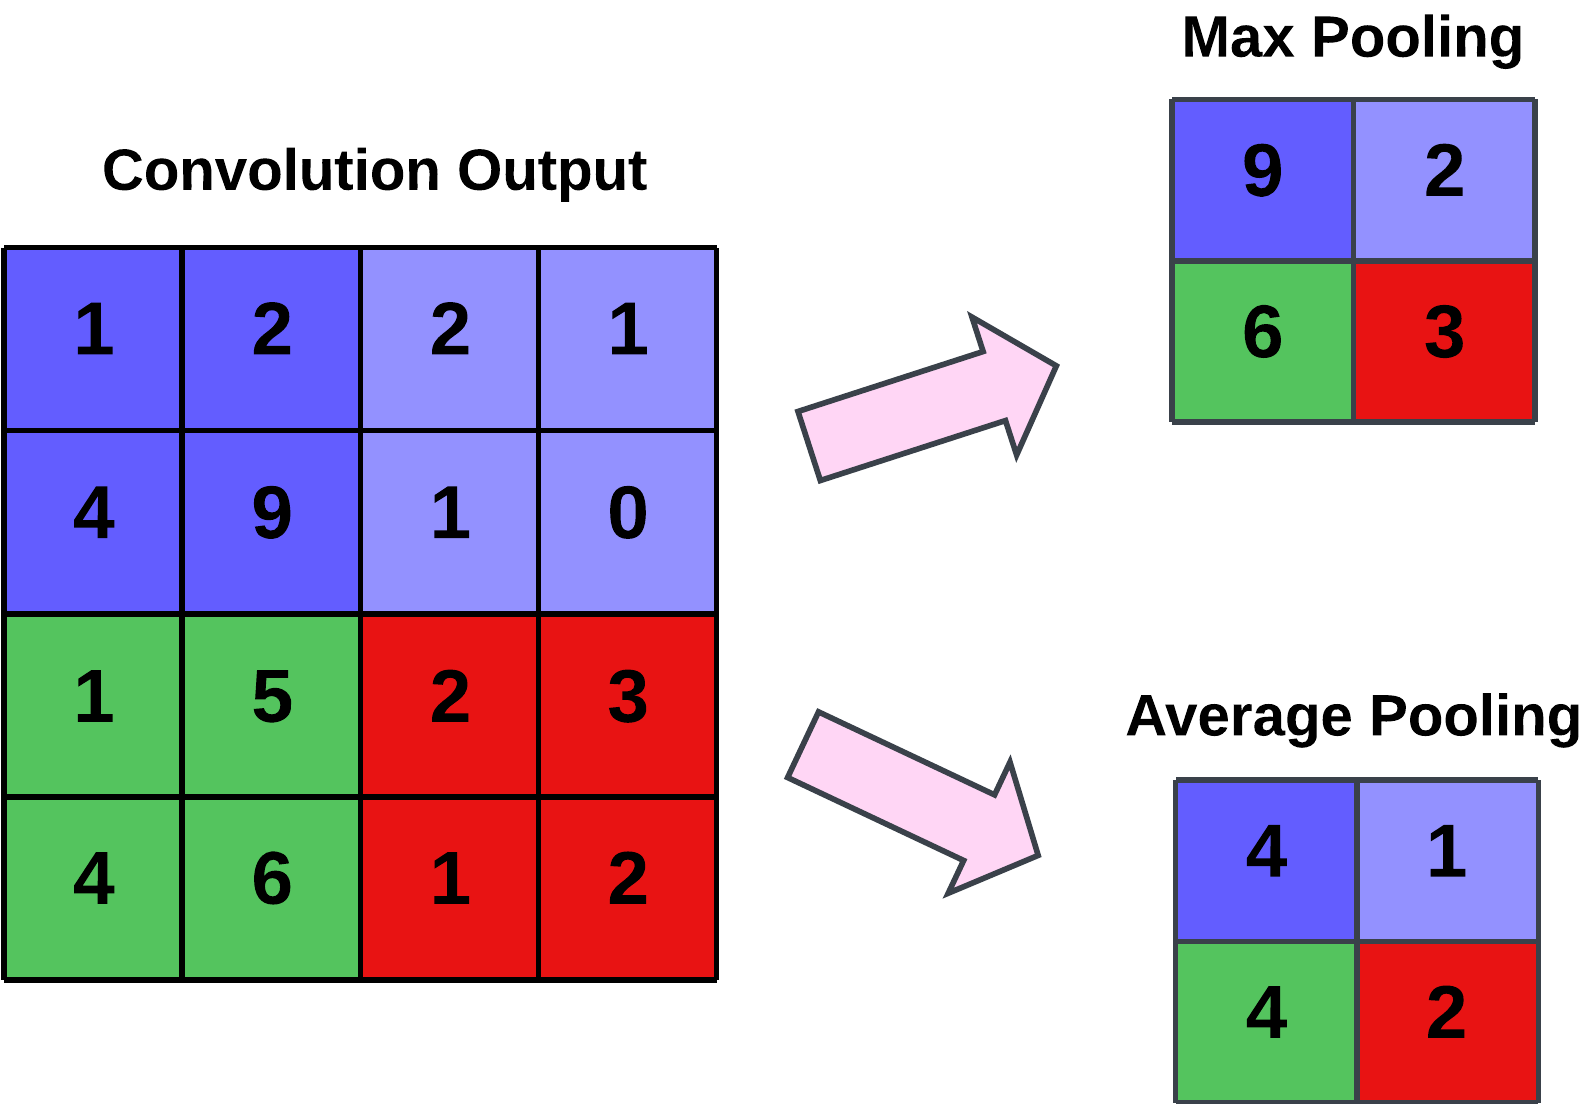 Max Pooling
9 2
6 3
Convolution Output
1 2 2 1
4 9 1 0
1 5 2 3
4 6 1 2
Average Pooling
4 1
4 2